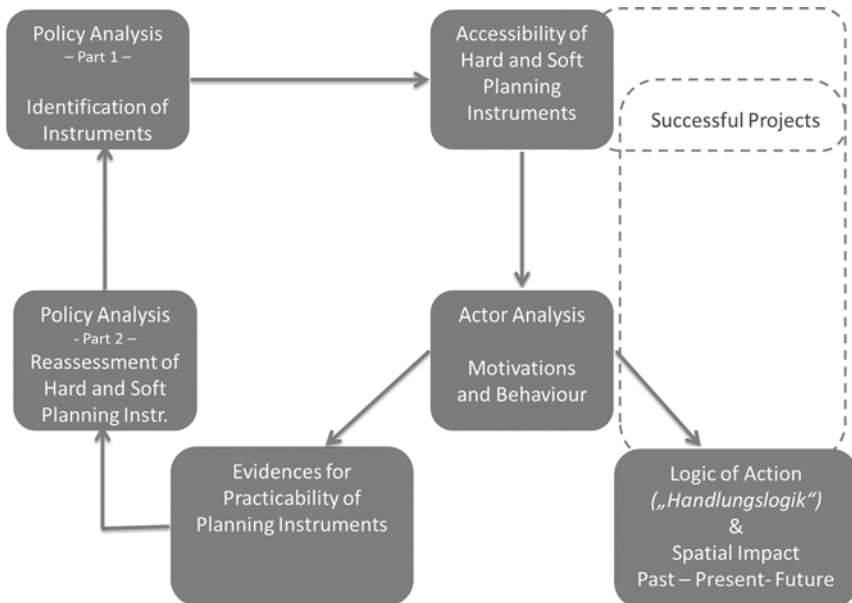 Policy Analysis
– Part 1 –
Identification of
Instruments
Accessibility of
Hard and Soft
Planning
Instruments
Successful Projects
Policy Analysis
- Part 2 –
Reassessment of
Hard and Soft
Planning Instr.
Actor Analysis
Motivations
and Behaviour
Evidences for
Practicability of
Planning Instruments
Logic of Action
(„Handlungslogik“)
&
Spatial Impact
Past – Present- Future